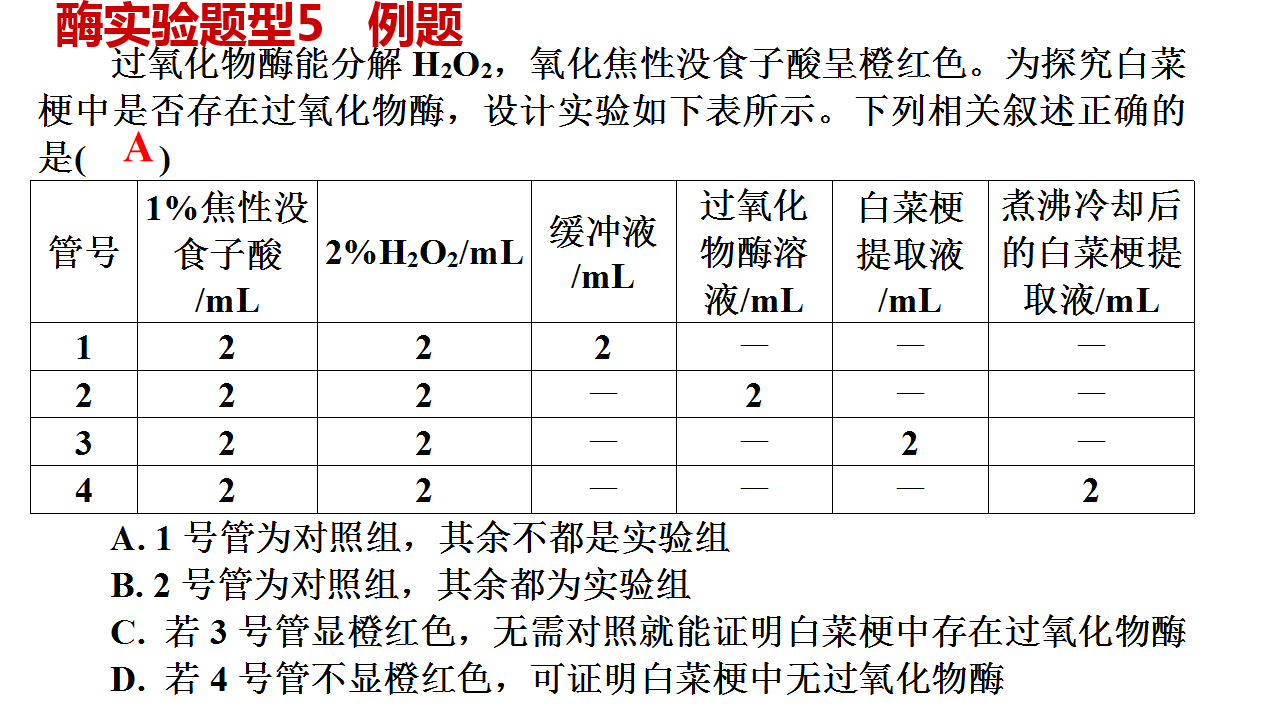 酶实验题型5 例题
过氧化物酶能分解 H₂O₂，氧化焦性没食子酸呈橙红色。为探究白菜
梗中是否存在过氧化物酶，设计实验如下表所示。下列相关叙述正确的
是( A )
管号 1%焦性没食子酸/mL 2%H₂O₂/mL 缓冲液/mL 过氧化物酶溶液/mL 白菜梗提取液/mL 煮沸冷却后的白菜梗提取液/mL
1 2 2 2 — — —
2 2 2 — 2 — —
3 2 2 — — 2 —
4 2 2 — — — 2
A. 1 号管为对照组，其余不都是实验组
B. 2 号管为对照组，其余都为实验组
C. 若 3 号管显橙红色，无需对照就能证明白菜梗中存在过氧化物酶
D. 若 4 号管不显橙红色，可证明白菜梗中无过氧化物酶